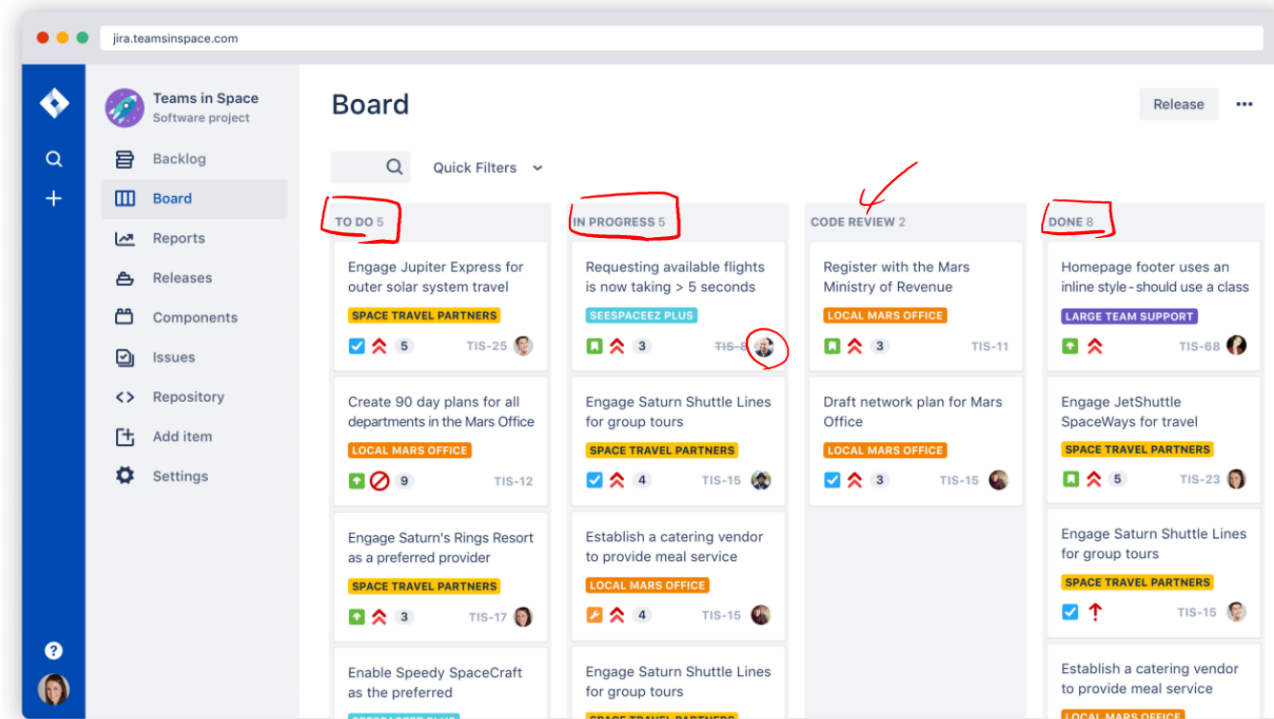 jira.teamsinspace.com
Teams in Space
Software project
Backlog
Board
Reports
Releases
Components
Issues
Repository
Add item
Settings
Board
Release
Quick Filters
TO DO 5
Engage Jupiter Express for
outer solar system travel
SPACE TRAVEL PARTNERS
5
TIS-25
Create 90 day plans for all
departments in the Mars Office
LOCAL MARS OFFICE
9
TIS-12
Engage Saturn's Rings Resort
as a preferred provider
SPACE TRAVEL PARTNERS
3
TIS-17
Enable Speedy SpaceCraft
as the preferred
SEESPACEEZ PLUS
IN PROGRESS 5
Requesting available flights
is now taking > 5 seconds
SEESPACEEZ PLUS
3
TIS-8
Engage Saturn Shuttle Lines
for group tours
SPACE TRAVEL PARTNERS
4
TIS-15
Establish a catering vendor
to provide meal service
LOCAL MARS OFFICE
4
TIS-15
Engage Saturn Shuttle Lines
for group tours
SPACE TRAVEL PARTNERS
CODE REVIEW 2
Register with the Mars
Ministry of Revenue
LOCAL MARS OFFICE
3
TIS-11
Draft network plan for Mars
Office
LOCAL MARS OFFICE
3
TIS-15
DONE 8
Homepage footer uses an
inline style-should use a class
LARGE TEAM SUPPORT
TIS-68
Engage JetShuttle
SpaceWays for travel
SPACE TRAVEL PARTNERS
5
TIS-23
Engage Saturn Shuttle Lines
for group tours
SPACE TRAVEL PARTNERS
TIS-15
Establish a catering vendor
to provide meal service
LOCAL MARS OFFICE